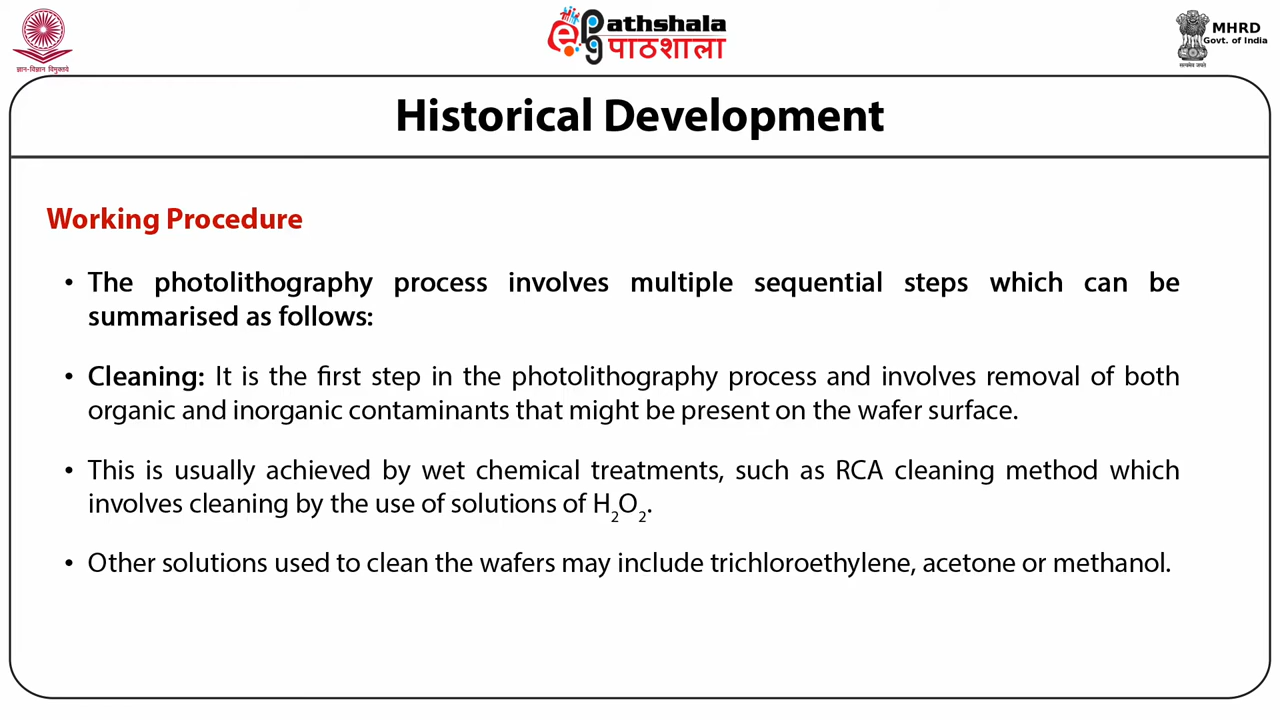 ज्ञान-विज्ञान विमुक्तये
ePathshala
पाठशाला
MHRD
Govt. of India
सत्यमेव जयते
Historical Development
Working Procedure
• The photolithography process involves multiple sequential steps which can be
summarised as follows:
• Cleaning: It is the first step in the photolithography process and involves removal of both
organic and inorganic contaminants that might be present on the wafer surface.
• This is usually achieved by wet chemical treatments, such as RCA cleaning method which
involves cleaning by the use of solutions of H₂O₂.
• Other solutions used to clean the wafers may include trichloroethylene, acetone or methanol.